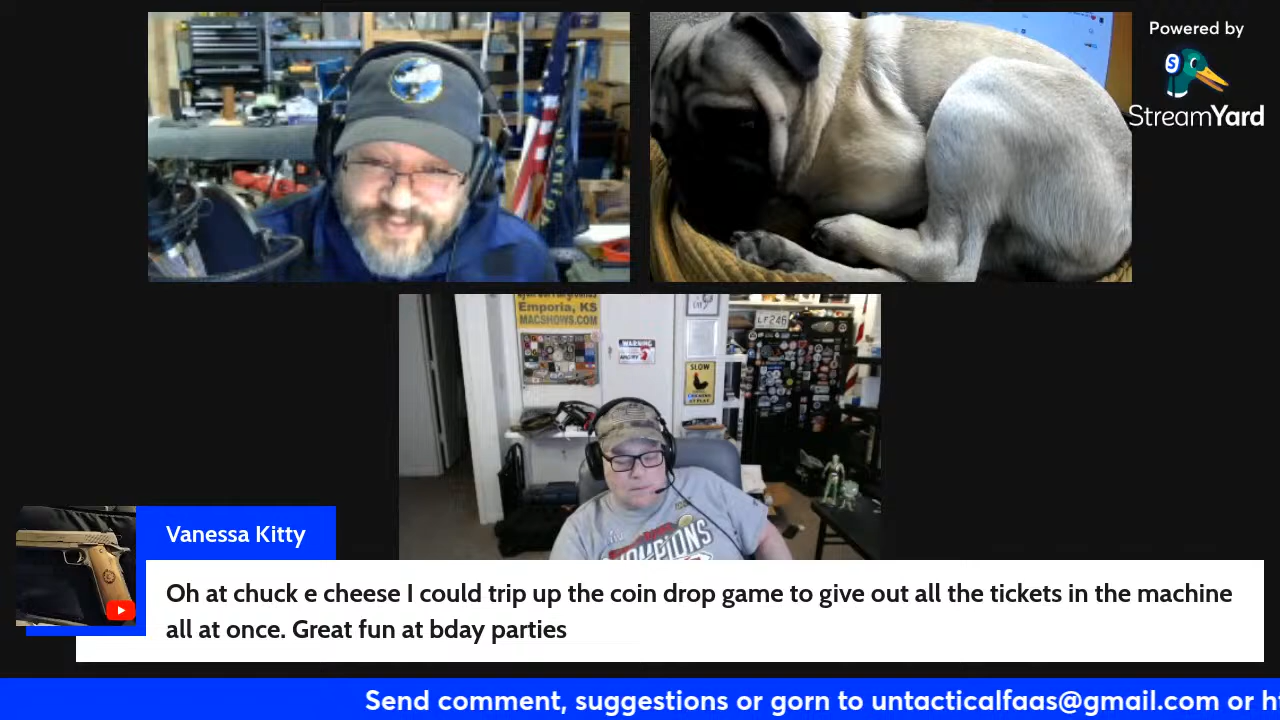 Powered by
S
StreamYard
Emporia, KS
MACSHOWS.COM
LF246
WARNING
SLOW
CHAMPIONS
Vanessa Kitty
Oh at chuck e cheese I could trip up the coin drop game to give out all the tickets in the machine
all at once. Great fun at bday parties
Send comment, suggestions or gorn to untacticalfaas@gmail.com or h